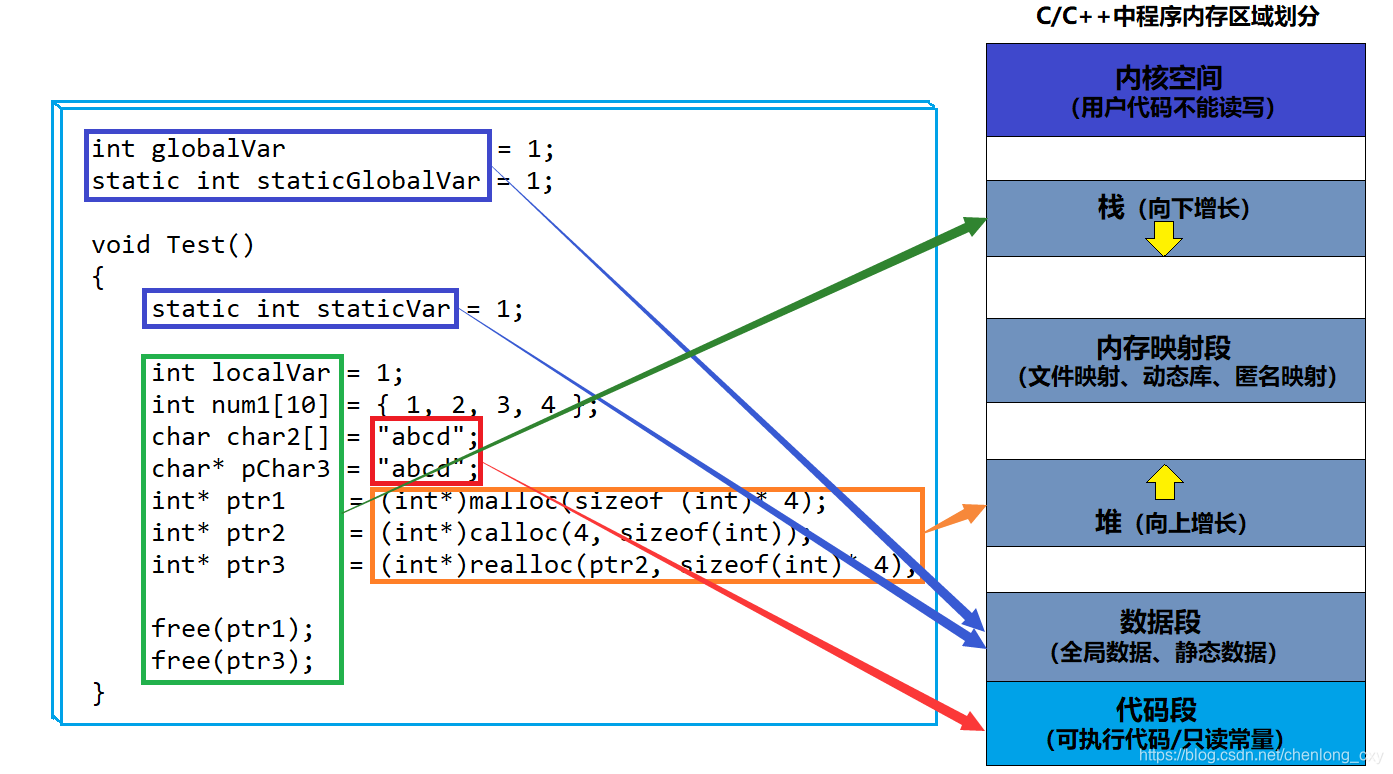 C/C++中程序内存区域划分
内核空间
（用户代码不能读写）
栈（向下增长）
内存映射段
（文件映射、动态库、匿名映射）
堆（向上增长）
数据段
（全局数据、静态数据）
代码段
（可执行代码/只读常量）
int globalVar = 1;
static int staticGlobalVar = 1;
void Test()
{
static int staticVar = 1;
int localVar = 1;
int num1[10] = { 1, 2, 3, 4 };
char char2[] = "abcd";
char* pChar3 = "abcd";
int* ptr1 = (int*)malloc(sizeof (int)* 4);
int* ptr2 = (int*)calloc(4, sizeof(int));
int* ptr3 = (int*)realloc(ptr2, sizeof(int)* 4);
free(ptr1);
free(ptr3);
}
https://blog.csdn.net/chenlong_cxy